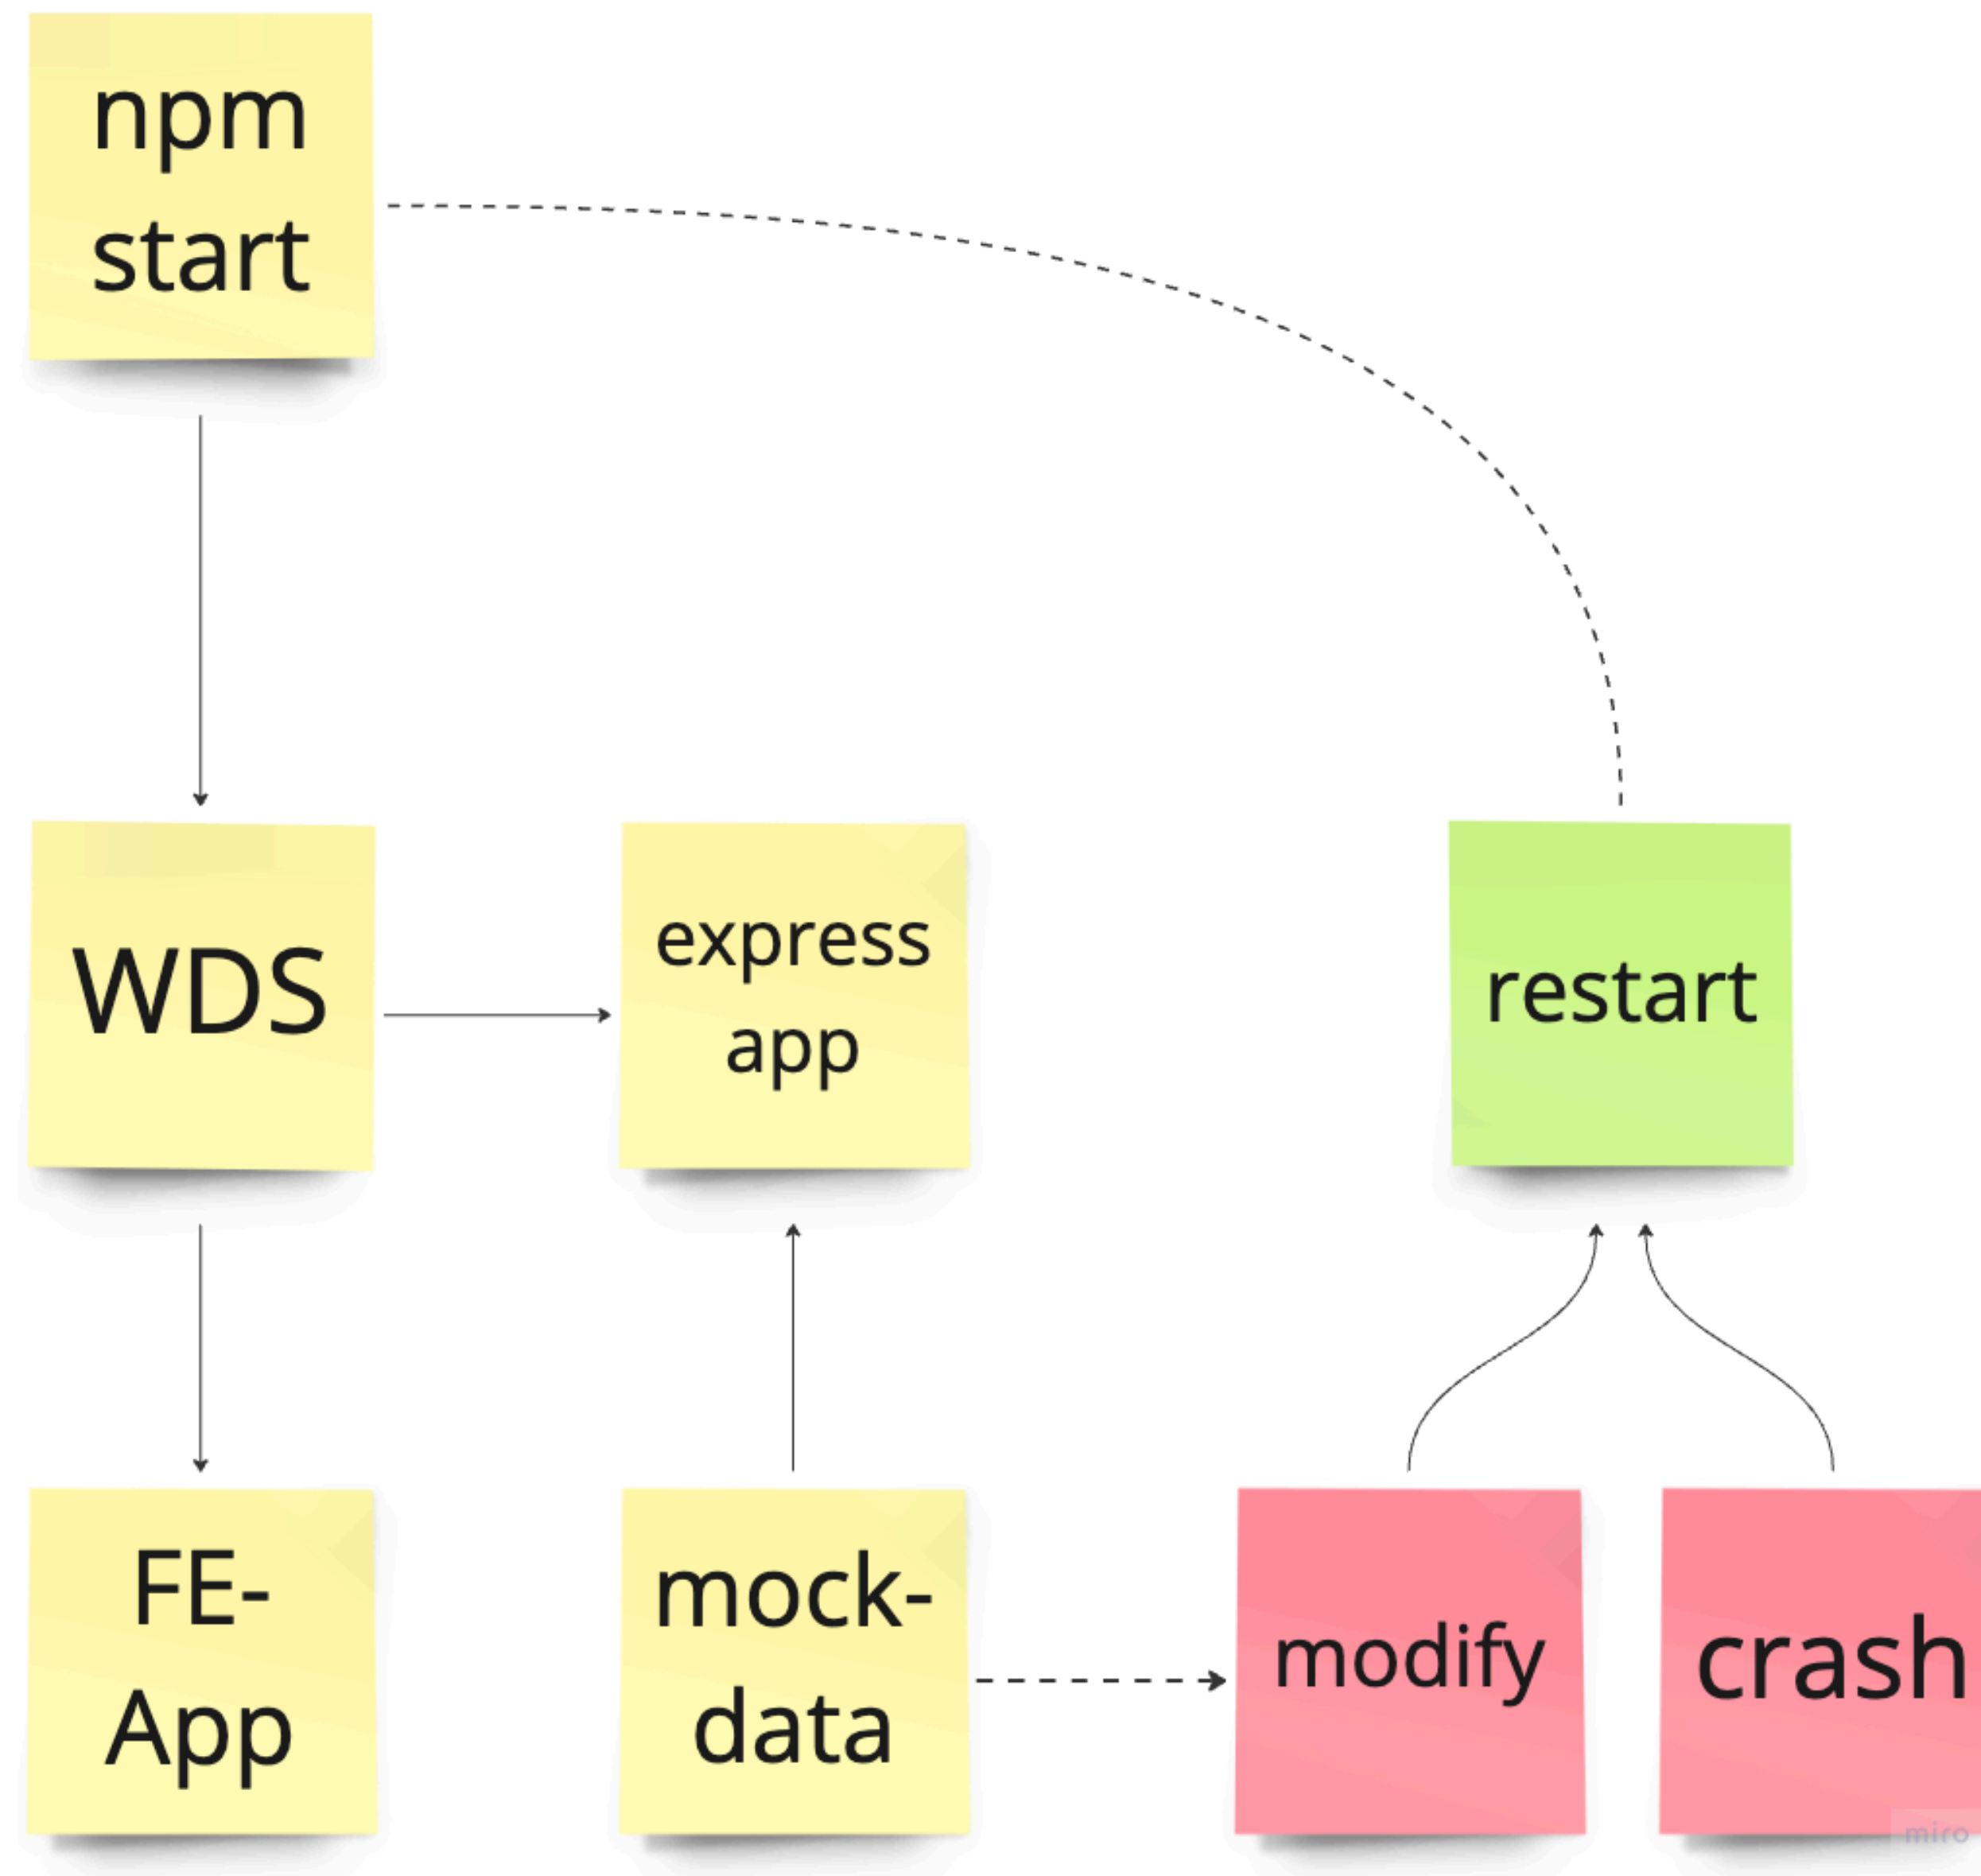 npm
start
WDS
express
app
restart
FE-
App
mock-
data
modify
crash
miro